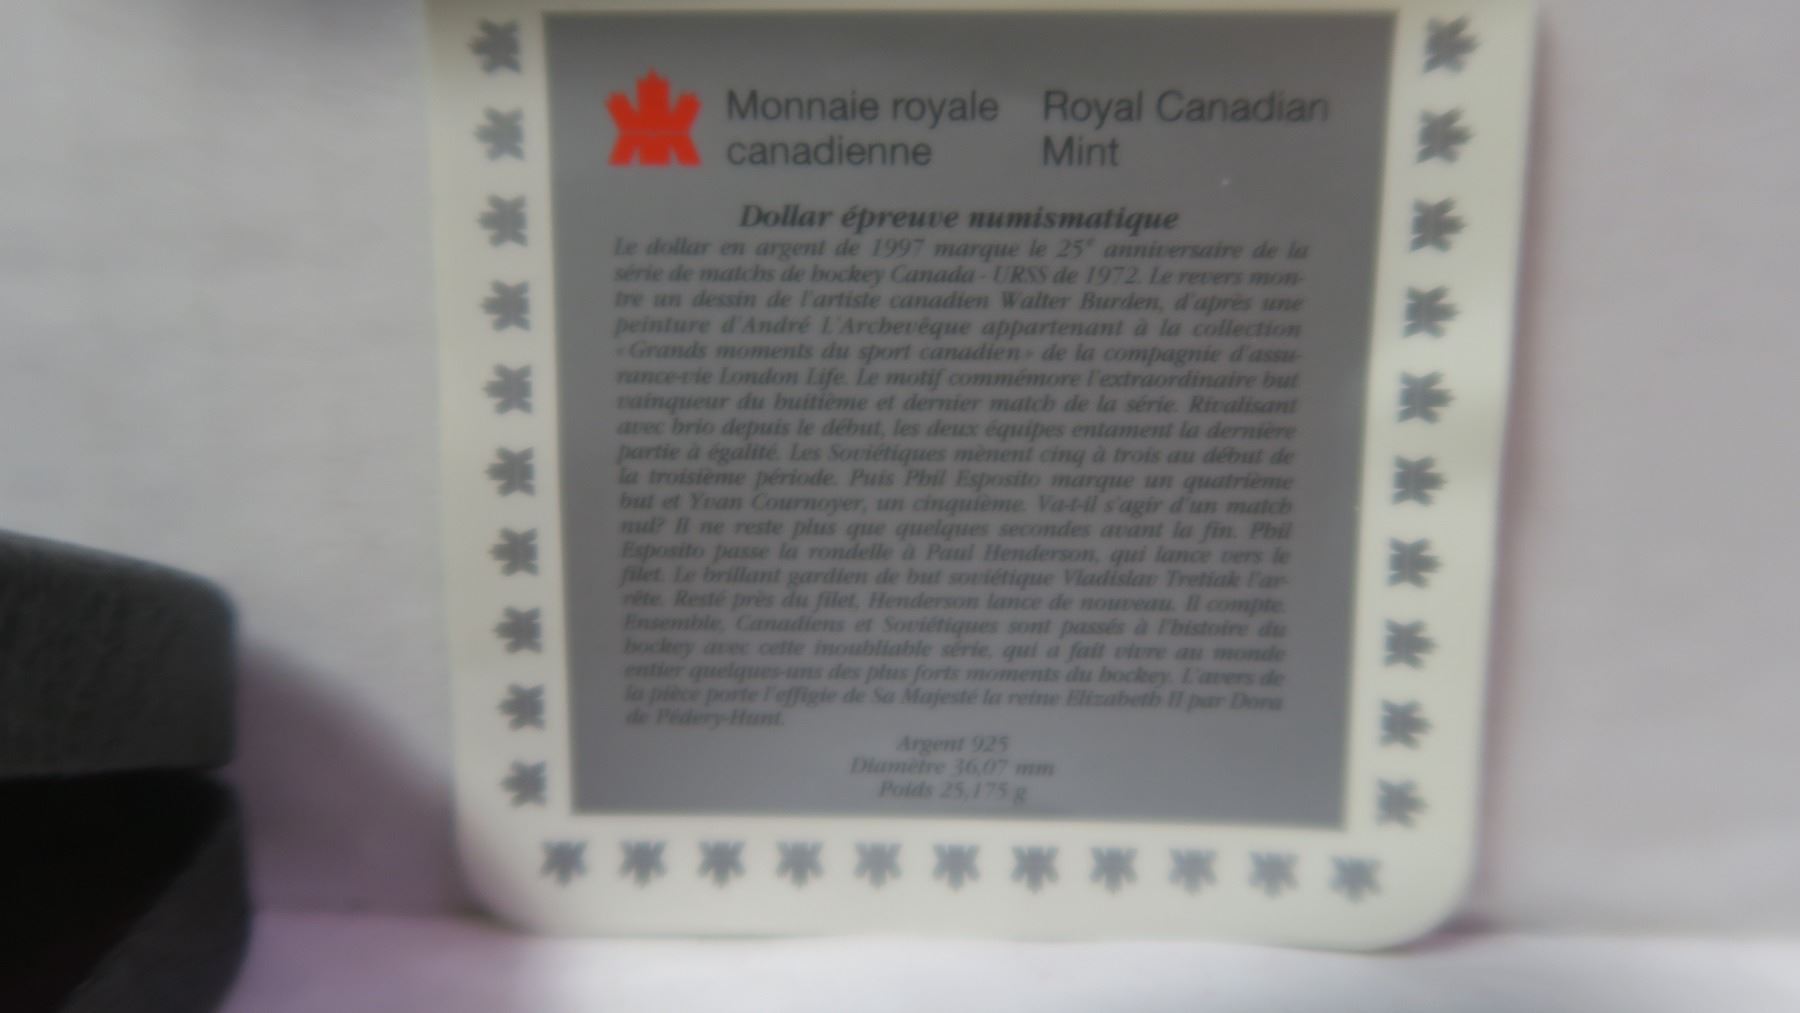 Monnaie royale canadienne
Royal Canadian Mint
Dollar épreuve numismatique
Le dollar en argent de 1997 marque le 25e anniversaire de la
série de matchs de hockey Canada - URSS de 1972. Le revers mon-
tre un dessin de l'artiste canadien Walter Burden, d'après une
peinture d'André L'Archevêque appartenant à la collection
«Grands moments du sport canadien» de la compagnie d'assu-
rance-vie London Life. Le motif commémore l'extraordinaire but
vainqueur du huitième et dernier match de la série. Rivalisant
avec brio depuis le début, les deux équipes entament la dernière
partie à égalité. Les Soviétiques mènent cinq à trois au début de
la troisième période. Puis Phil Esposito marque un quatrième
but et Yvan Cournoyer, un cinquième. Va-t-il s'agir d'un match
nul? Il ne reste plus que quelques secondes avant la fin. Phil
Esposito passe la rondelle à Paul Henderson, qui lance vers le
filet. Le brillant gardien de but soviétique Vladislav Tretiak l'ar-
rête. Resté près du filet, Henderson lance de nouveau. Il compte.
Ensemble, Canadiens et Soviétiques sont passés à l'histoire du
hockey avec cette inoubliable série, qui a fait vivre au monde
entier quelques-uns des plus forts moments du hockey. L'avers de
la pièce porte l'effigie de Sa Majesté la reine Elizabeth II par Dora
de Pédery-Hunt.
Argent 925
Diamètre 36,07 mm
Poids 25,175 g